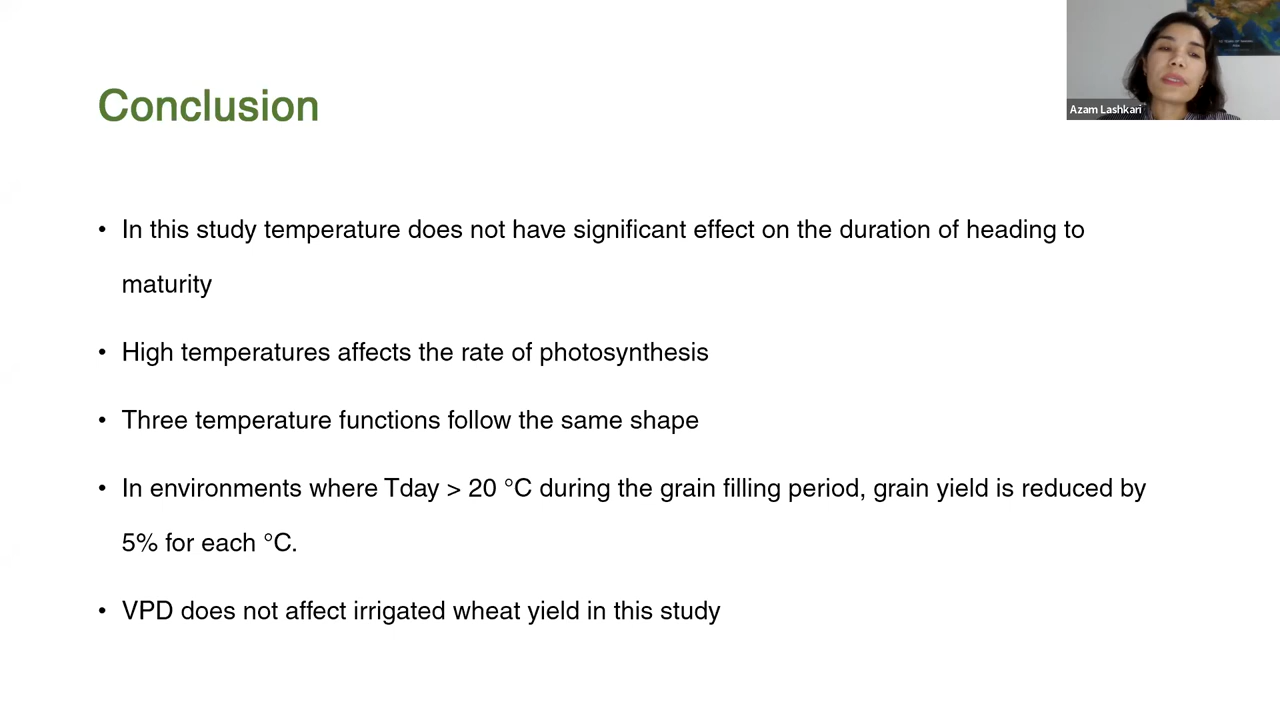 Conclusion
Azam Lashkari
• In this study temperature does not have significant effect on the duration of heading to
maturity
• High temperatures affects the rate of photosynthesis
• Three temperature functions follow the same shape
• In environments where Tday > 20 °C during the grain filling period, grain yield is reduced by
5% for each °C.
• VPD does not affect irrigated wheat yield in this study